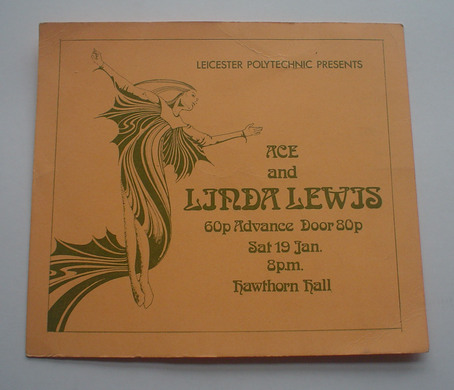 LEICESTER POLYTECHNIC PRESENTS
ACE
and
LINDA LEWIS
60p Advance Door 80p
Sat 19 Jan.
8p.m.
Hawthorn Hall